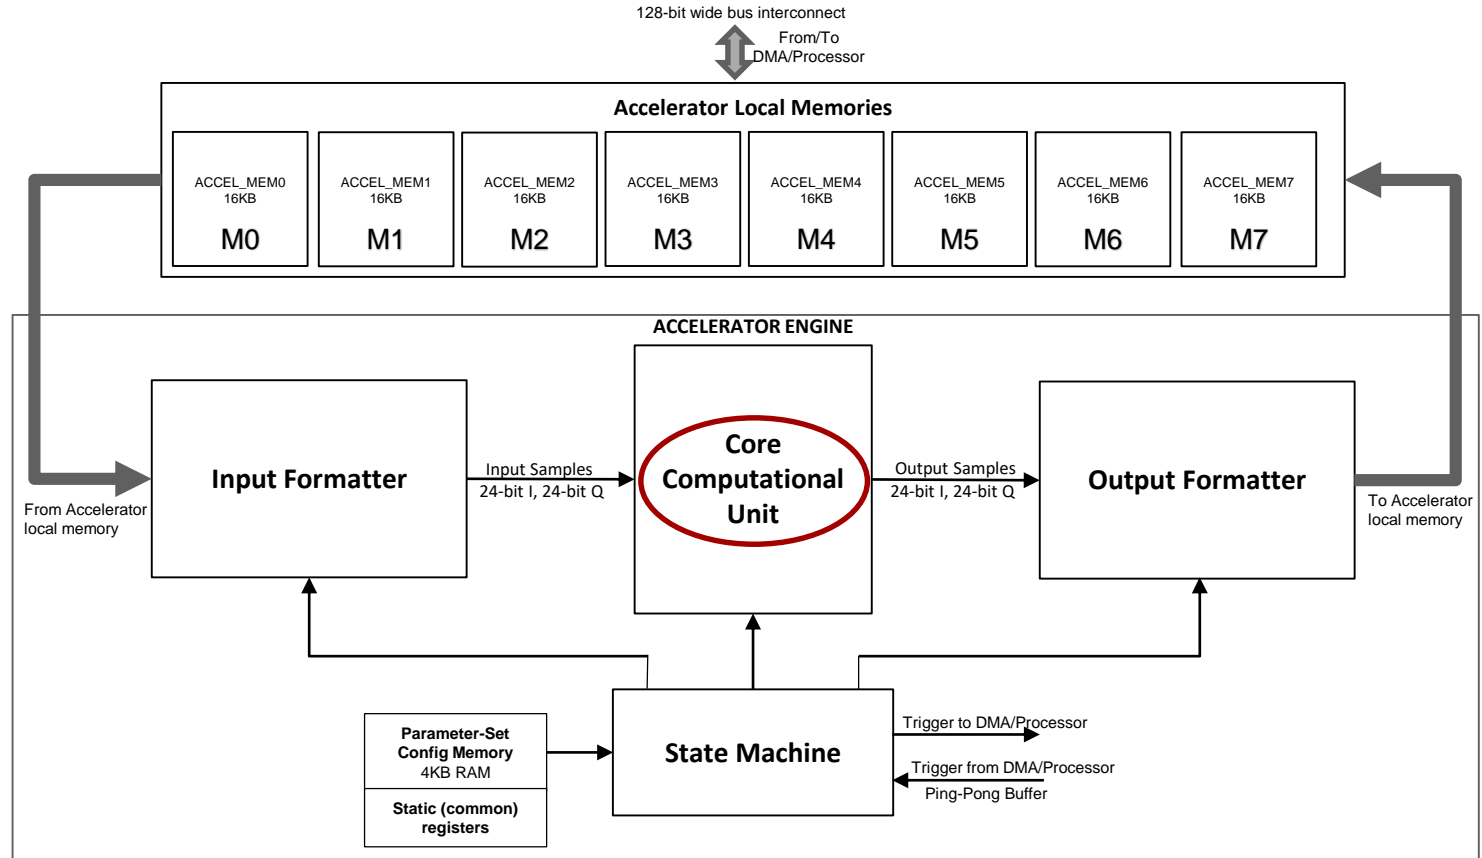 128-bit wide bus interconnect
From/To
DMA/Processor
Accelerator Local Memories
ACCEL_MEM0
16KB
M0
ACCEL_MEM1
16KB
M1
ACCEL_MEM2
16KB
M2
ACCEL_MEM3
16KB
M3
ACCEL_MEM4
16KB
M4
ACCEL_MEM5
16KB
M5
ACCEL_MEM6
16KB
M6
ACCEL_MEM7
16KB
M7
ACCELERATOR ENGINE
From Accelerator
local memory
Input Formatter
Input Samples
24-bit I, 24-bit Q
Core
Computational
Unit
Output Samples
24-bit I, 24-bit Q
Output Formatter
To Accelerator
local memory
Parameter-Set
Config Memory
4KB RAM
Static (common)
registers
State Machine
Trigger to DMA/Processor
Trigger from DMA/Processor
Ping-Pong Buffer